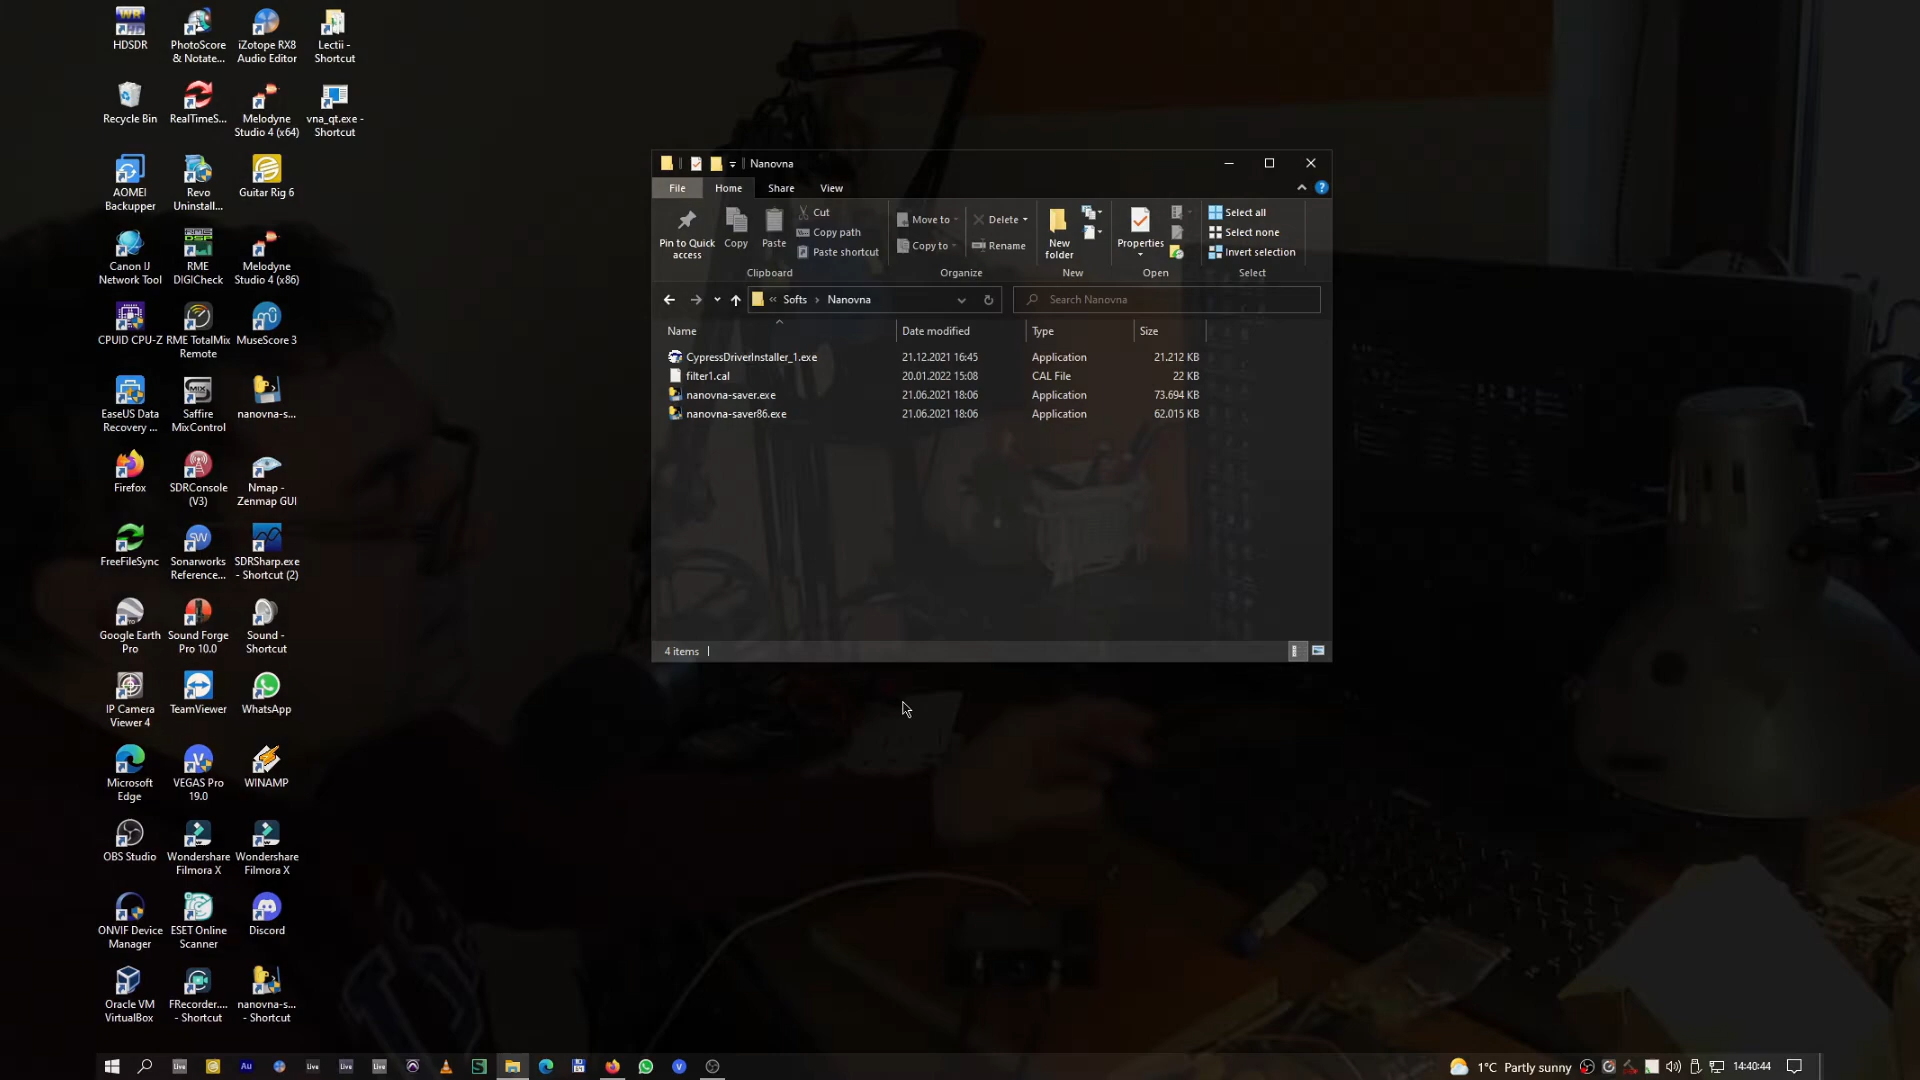 HDSDR
PhotoScore
& Notate...
iZotope RX8
Audio Editor
Lectii -
Shortcut
Recycle Bin
RealTimeS...
Melodyne
Studio 4 (x64)
vna_qt.exe -
Shortcut
AOMEI
Backupper
Revo
Uninstall...
Guitar Rig 6
Canon IJ
Network Tool
RME
DIGICheck
Melodyne
Studio 4 (x86)
CPUID CPU-Z
RME TotalMix
Remote
MuseScore 3
EaseUS Data
Recovery ...
Saffire
MixControl
nanovna-s...
Firefox
SDRConsole
(V3)
Nmap -
Zenmap GUI
FreeFileSync
Sonarworks
Reference...
SDRSharp.exe
- Shortcut (2)
Google Earth
Pro
Sound Forge
Pro 10.0
Sound -
Shortcut
IP Camera
Viewer 4
TeamViewer
WhatsApp
Microsoft
Edge
VEGAS Pro
19.0
WINAMP
OBS Studio
Wondershare
Filmora X
Wondershare
Filmora X
ONVIF Device
Manager
ESET Online
Scanner
Discord
Oracle VM
VirtualBox
FRecorder....
- Shortcut
nanovna-s...
- Shortcut
Nanovna
File Home Share View
Pin to Quick
access
Copy
Paste
Cut
Copy path
Paste shortcut
Clipboard
Move to
Copy to
Delete
Rename
Organize
New
folder
New
Properties
Open
Select all
Select none
Invert selection
Select
« Softs › Nanovna
Search Nanovna
Name Date modified Type Size
CypressDriverInstaller_1.exe 21.12.2021 16:45 Application 21.212 KB
filter1.cal 20.01.2022 15:08 CAL File 22 KB
nanovna-saver.exe 21.06.2021 18:06 Application 73.694 KB
nanovna-saver86.exe 21.06.2021 18:06 Application 62.015 KB
4 items
Live
Au
Live
Live
Live
1°C Partly sunny
14:40:44